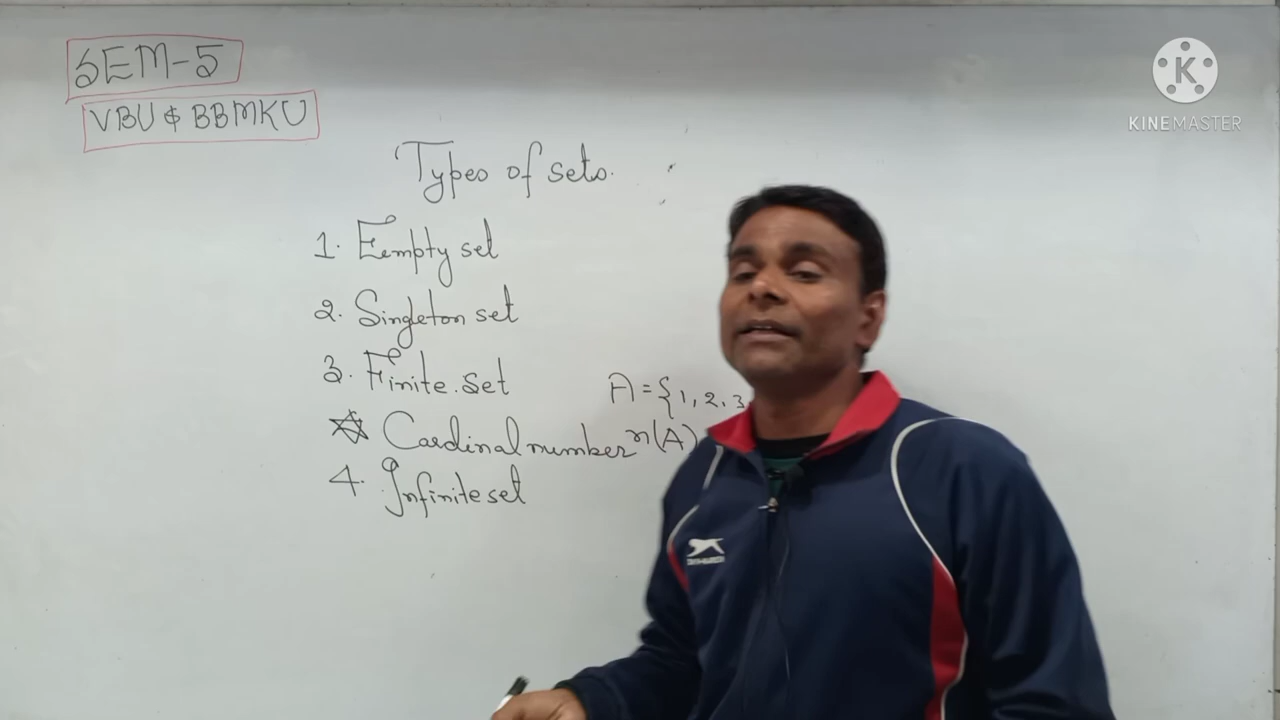 SEM-5
VBU & BBMKU
KINEMASTER
Types of sets.
1. Eempty set
2. Singleton set
3. Finite set
A = {1, 2, 3
Cardinal number n(A)
4. Infinite set